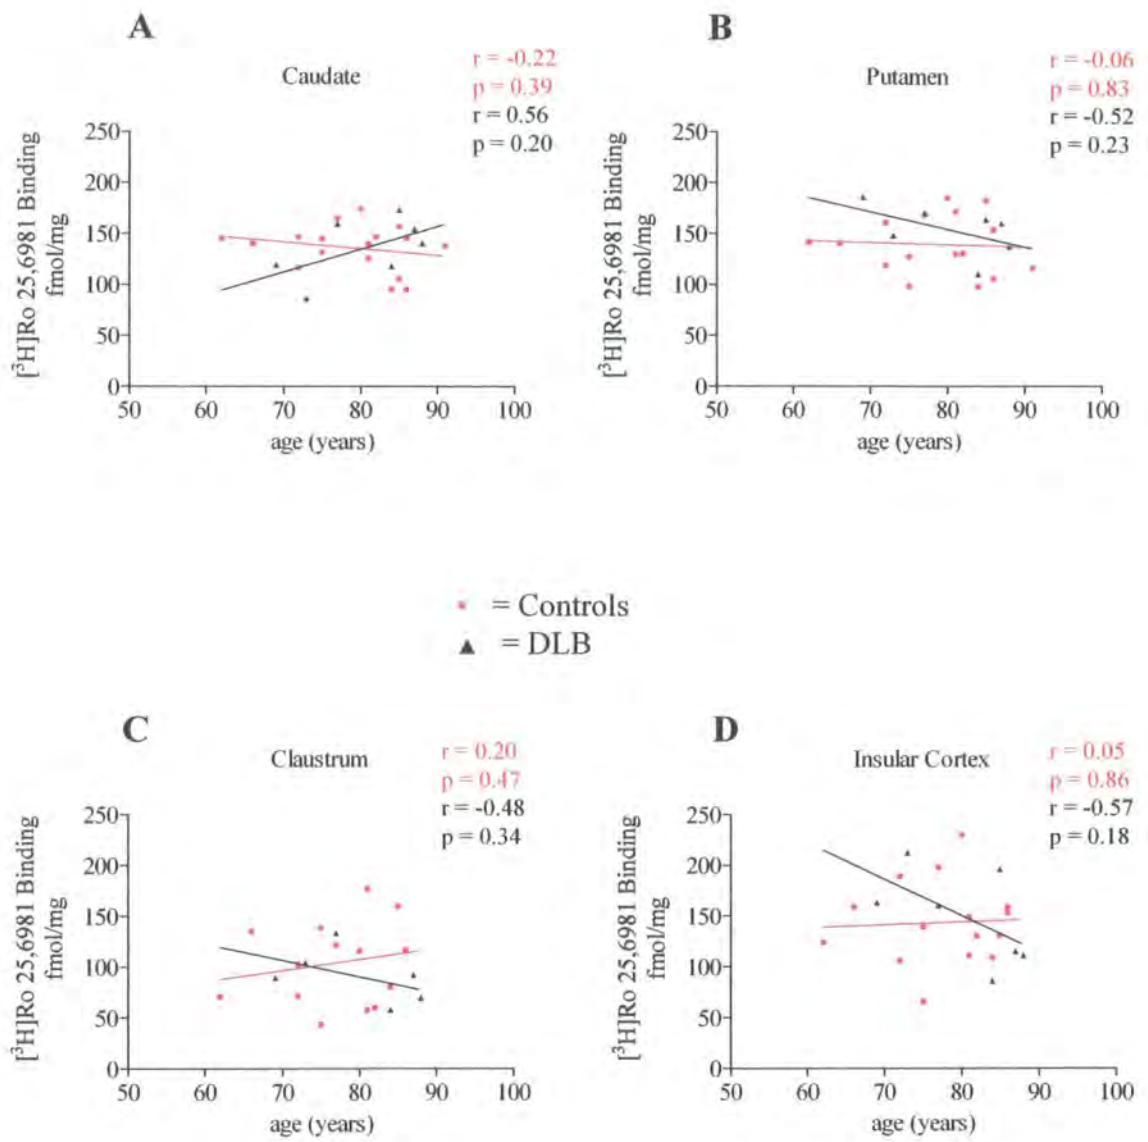 A
Caudate
r = -0.22
p = 0.39
r = 0.56
p = 0.20
[³H]Ro 25,6981 Binding
fmol/mg
250
200
150
100
50
0
50 60 70 80 90 100
age (years)
B
Putamen
r = -0.06
p = 0.83
r = -0.52
p = 0.23
[³H]Ro 25,6981 Binding
fmol/mg
250
200
150
100
50
0
50 60 70 80 90 100
age (years)
= Controls
= DLB
C
Claustrum
r = 0.20
p = 0.47
r = -0.48
p = 0.34
[³H]Ro 25,6981 Binding
fmol/mg
250
200
150
100
50
0
50 60 70 80 90 100
age (years)
D
Insular Cortex
r = 0.05
p = 0.86
r = -0.57
p = 0.18
[³H]Ro 25,6981 Binding
fmol/mg
250
200
150
100
50
0
50 60 70 80 90 100
age (years)